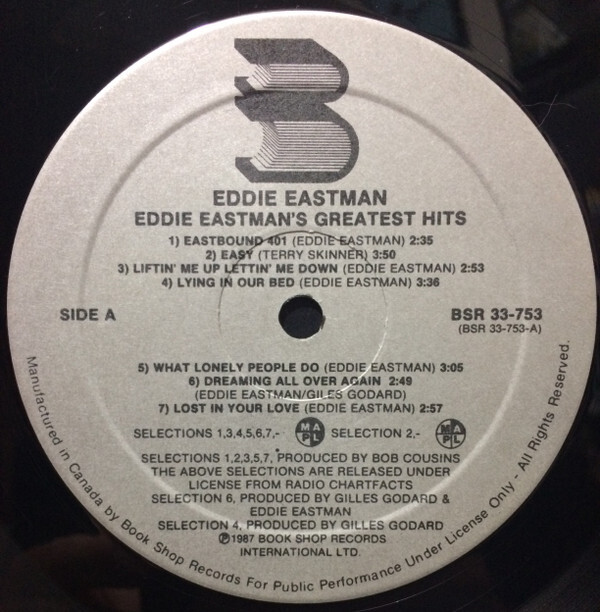 EDDIE EASTMAN
EDDIE EASTMAN'S GREATEST HITS
1) EASTBOUND 401 (EDDIE EASTMAN) 2:35
2) EASY (TERRY SKINNER) 3:50
3) LIFTIN' ME UP LETTIN' ME DOWN (EDDIE EASTMAN) 2:53
4) LYING IN OUR BED (EDDIE EASTMAN) 3:36
SIDE A
BSR 33-753
(BSR 33-753-A)
5) WHAT LONELY PEOPLE DO (EDDIE EASTMAN) 3:05
6) DREAMING ALL OVER AGAIN 2:49
(EDDIE EASTMAN/GILES GODARD)
7) LOST IN YOUR LOVE (EDDIE EASTMAN) 2:57
SELECTIONS 1,3,4,5,6,7,- MAPL SELECTION 2,- MAPL
SELECTIONS 1,2,3,5,7, PRODUCED BY BOB COUSINS
THE ABOVE SELECTIONS ARE RELEASED UNDER
LICENSE FROM RADIO CHARTFACTS
SELECTION 6, PRODUCED BY GILLES GODARD &
EDDIE EASTMAN
SELECTION 4, PRODUCED BY GILLES GODARD
℗1987 BOOK SHOP RECORDS
INTERNATIONAL LTD.
Manufactured in Canada by Book Shop Records For Public Performance Under License Only - All Rights Reserved.